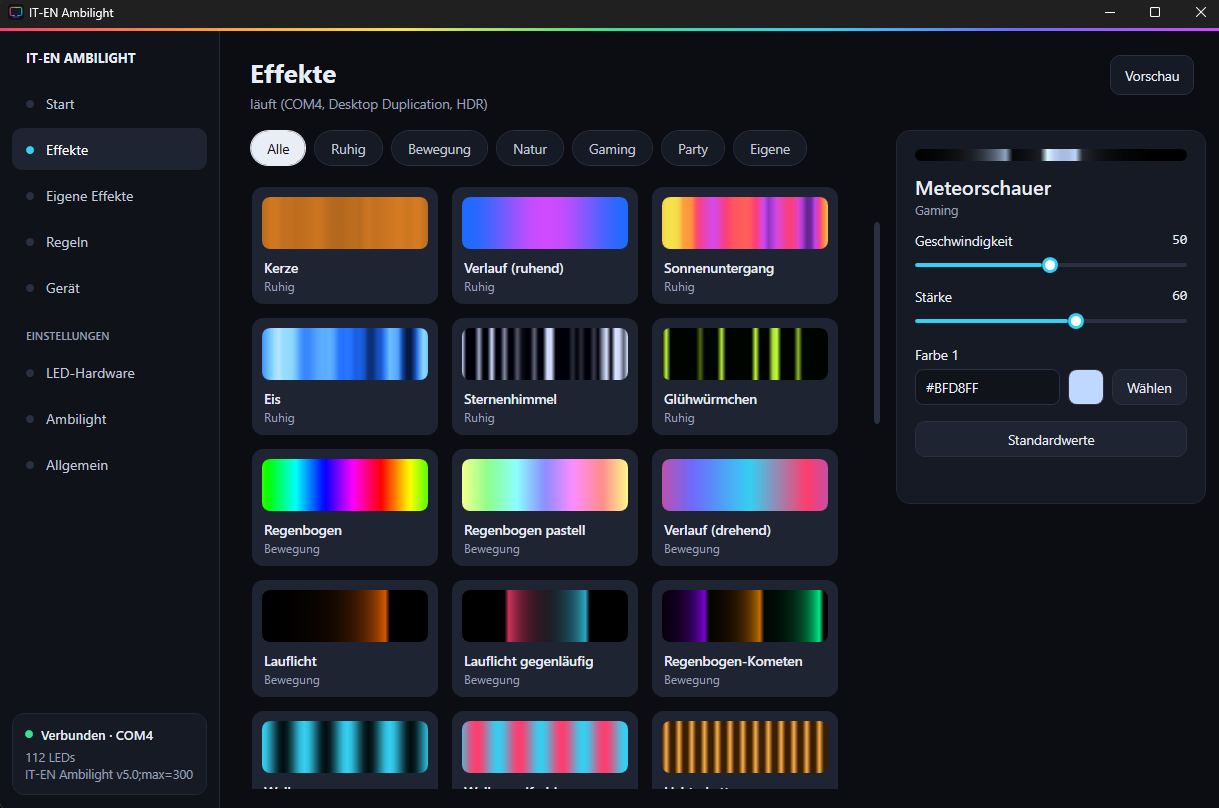 IT-EN Ambilight
IT-EN AMBILIGHT
Start
Effekte
Eigene Effekte
Regeln
Gerät
EINSTELLUNGEN
LED-Hardware
Ambilight
Allgemein
Verbunden · COM4
112 LEDs
IT-EN Ambilight v5.0;max=300
Effekte
läuft (COM4, Desktop Duplication, HDR)
Vorschau
Alle
Ruhig
Bewegung
Natur
Gaming
Party
Eigene
Kerze
Ruhig
Verlauf (ruhend)
Ruhig
Sonnenuntergang
Ruhig
Eis
Ruhig
Sternenhimmel
Ruhig
Glühwürmchen
Ruhig
Regenbogen
Bewegung
Regenbogen pastell
Bewegung
Verlauf (drehend)
Bewegung
Lauflicht
Bewegung
Lauflicht gegenläufig
Bewegung
Regenbogen-Kometen
Bewegung
Meteorschauer
Gaming
Geschwindigkeit 50
Stärke 60
Farbe 1
#BFD8FF
Wählen
Standardwerte